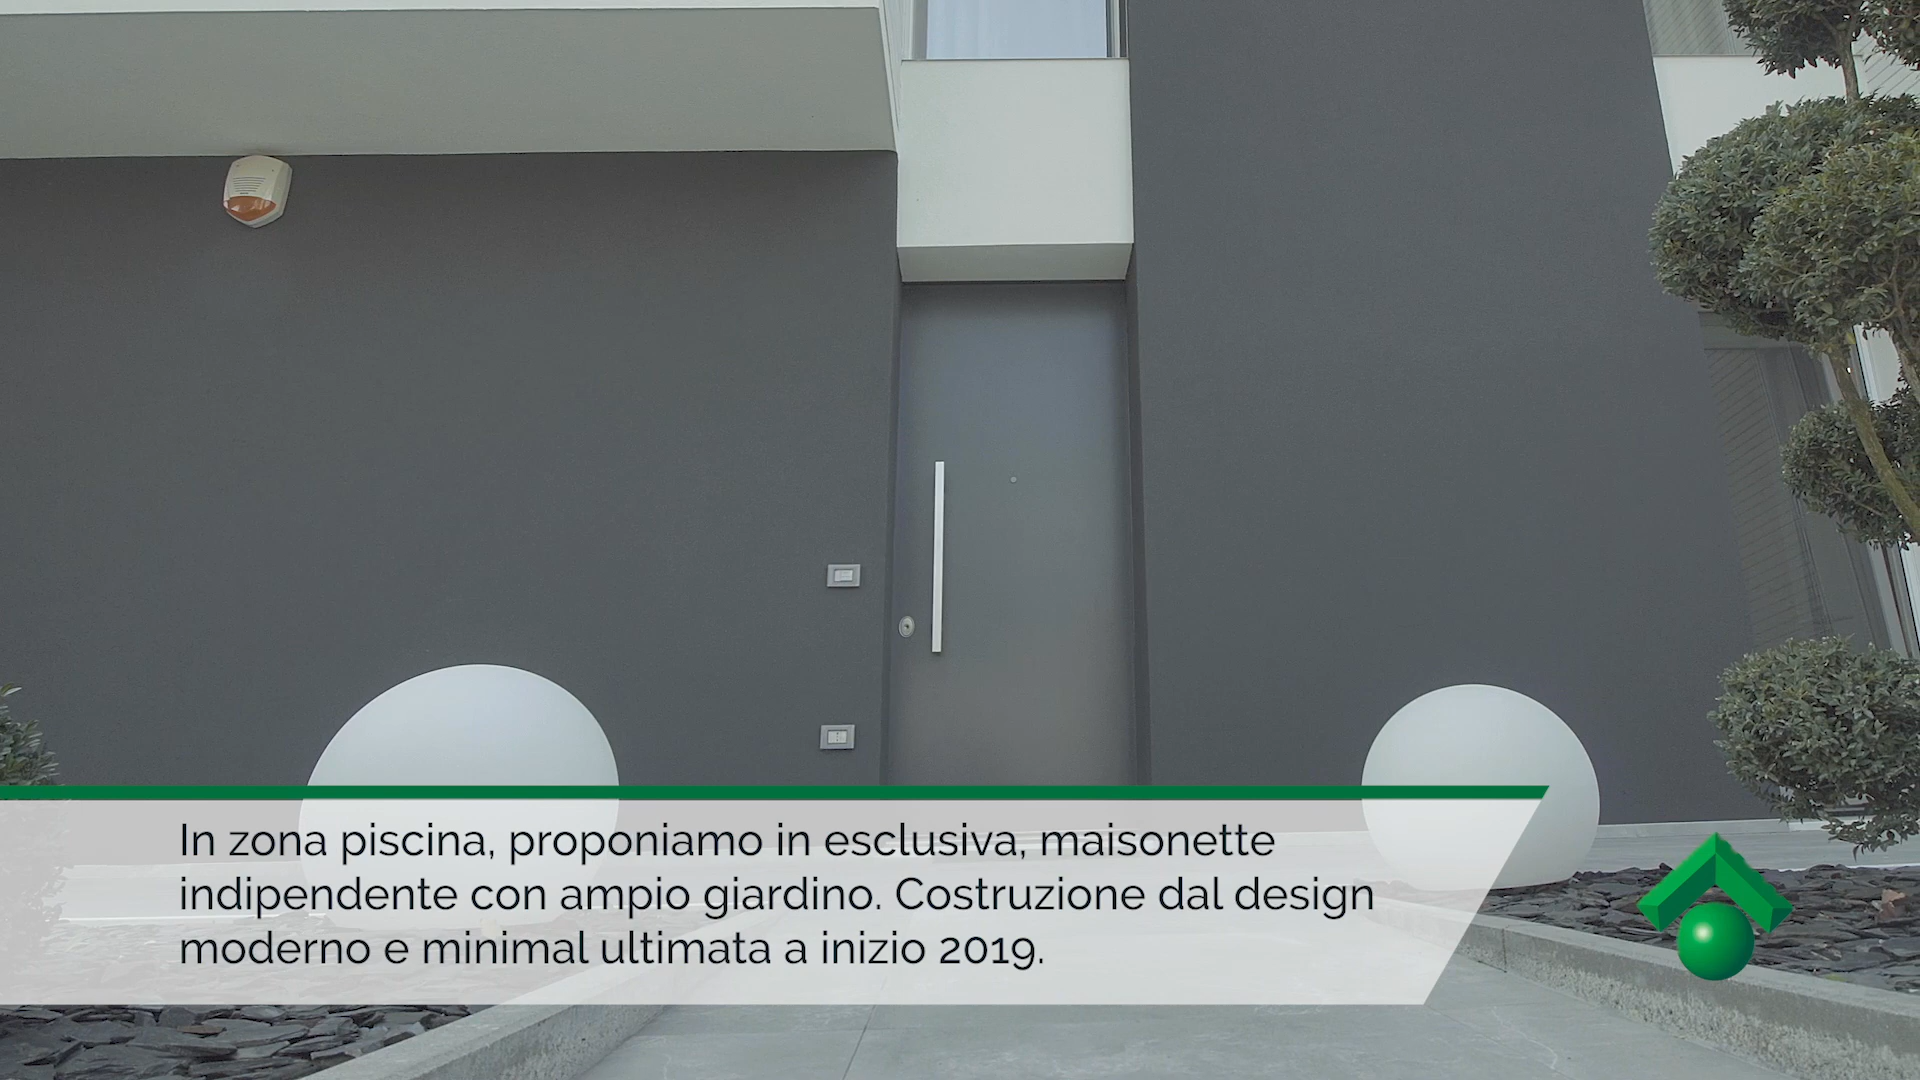 In zona piscina, proponiamo in esclusiva, maisonette
indipendente con ampio giardino. Costruzione dal design
moderno e minimal ultimata a inizio 2019.